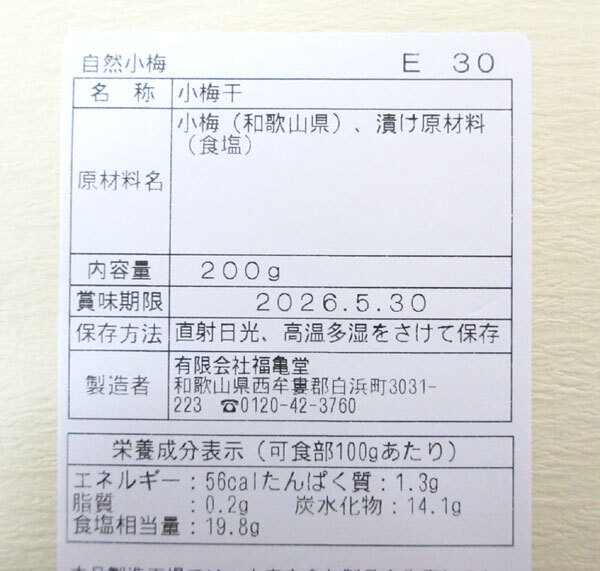 自然小梅 E 30
名 称 小梅干
原材料名 小梅（和歌山県）、漬け原材料
（食塩）
内容量 200g
賞味期限 2026.5.30
保存方法 直射日光、高温多湿をさけて保存
製造者 有限会社福亀堂
和歌山県西牟婁郡白浜町3031-
223 ☎0120-42-3760
栄養成分表示（可食部100gあたり）
エネルギー：56calたんぱく質：1.3g
脂質 ：0.2g 炭水化物：14.1g
食塩相当量：19.8g